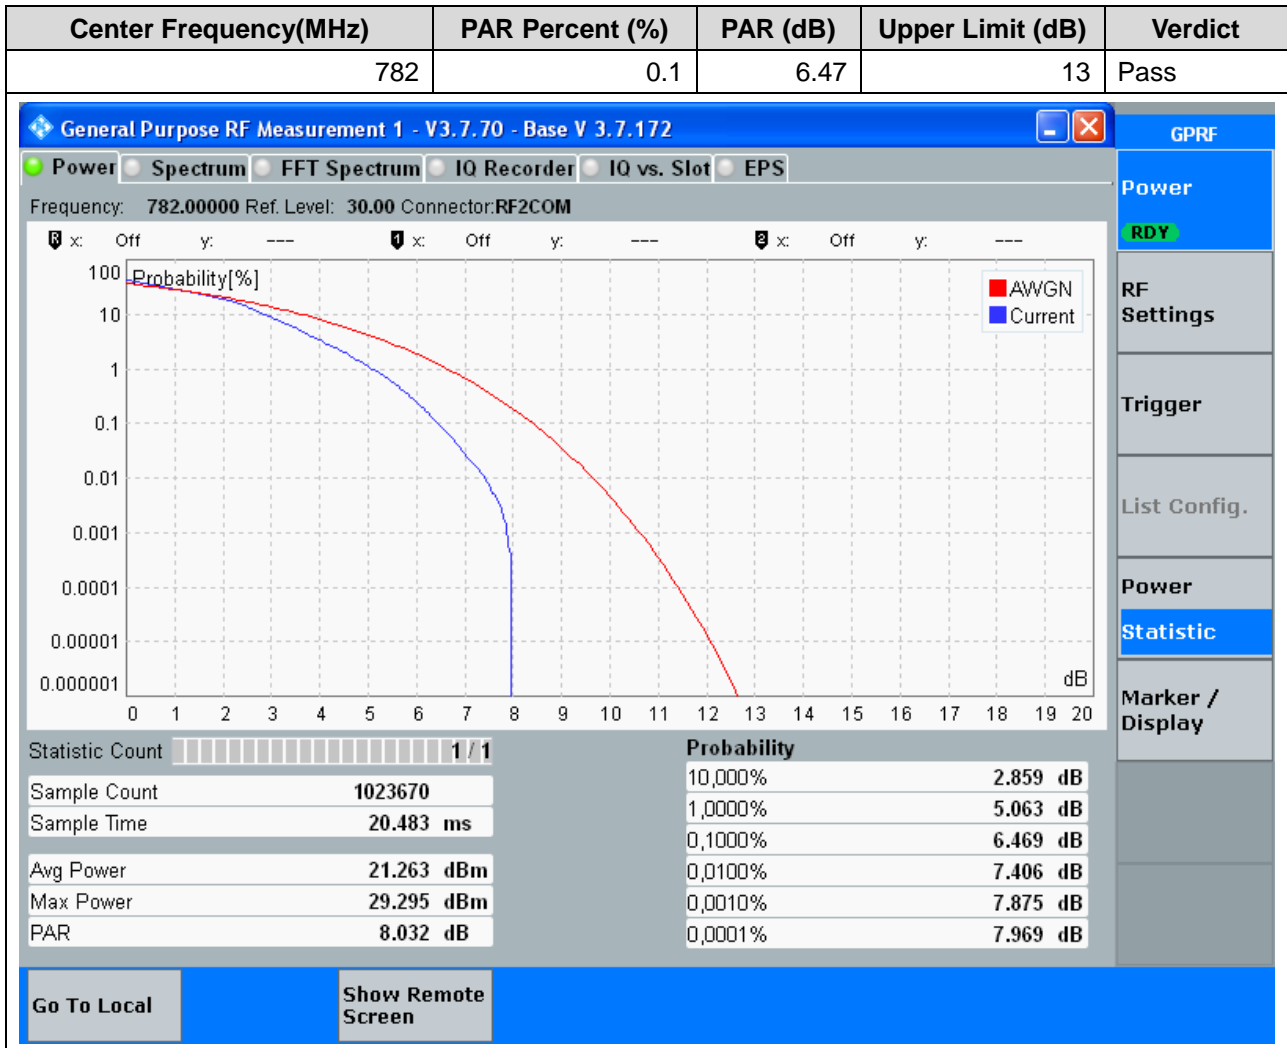 Center Frequency(MHz) PAR Percent (%) PAR (dB) Upper Limit (dB) Verdict
782 0.1 6.47 13 Pass
General Purpose RF Measurement 1 - V3.7.70 - Base V 3.7.172
GPRF
Power Spectrum FFT Spectrum IQ Recorder IQ vs. Slot EPS
Power
RDY
Frequency: 782.00000 Ref. Level: 30.00 Connector:RF2COM
R x: Off y: --- 1 x: Off y: --- 2 x: Off y: ---
Probability[%]
AWGN
Current
100
10
1
0.1
0.01
0.001
0.0001
0.00001
0.000001
dB
0 1 2 3 4 5 6 7 8 9 10 11 12 13 14 15 16 17 18 19 20
RF
Settings
Trigger
List Config.
Power
Statistic
Marker /
Display
Statistic Count 1 / 1
Sample Count 1023670
Sample Time 20.483 ms
Avg Power 21.263 dBm
Max Power 29.295 dBm
PAR 8.032 dB
Probability
10,000% 2.859 dB
1,0000% 5.063 dB
0,1000% 6.469 dB
0,0100% 7.406 dB
0,0010% 7.875 dB
0,0001% 7.969 dB
Go To Local
Show Remote
Screen